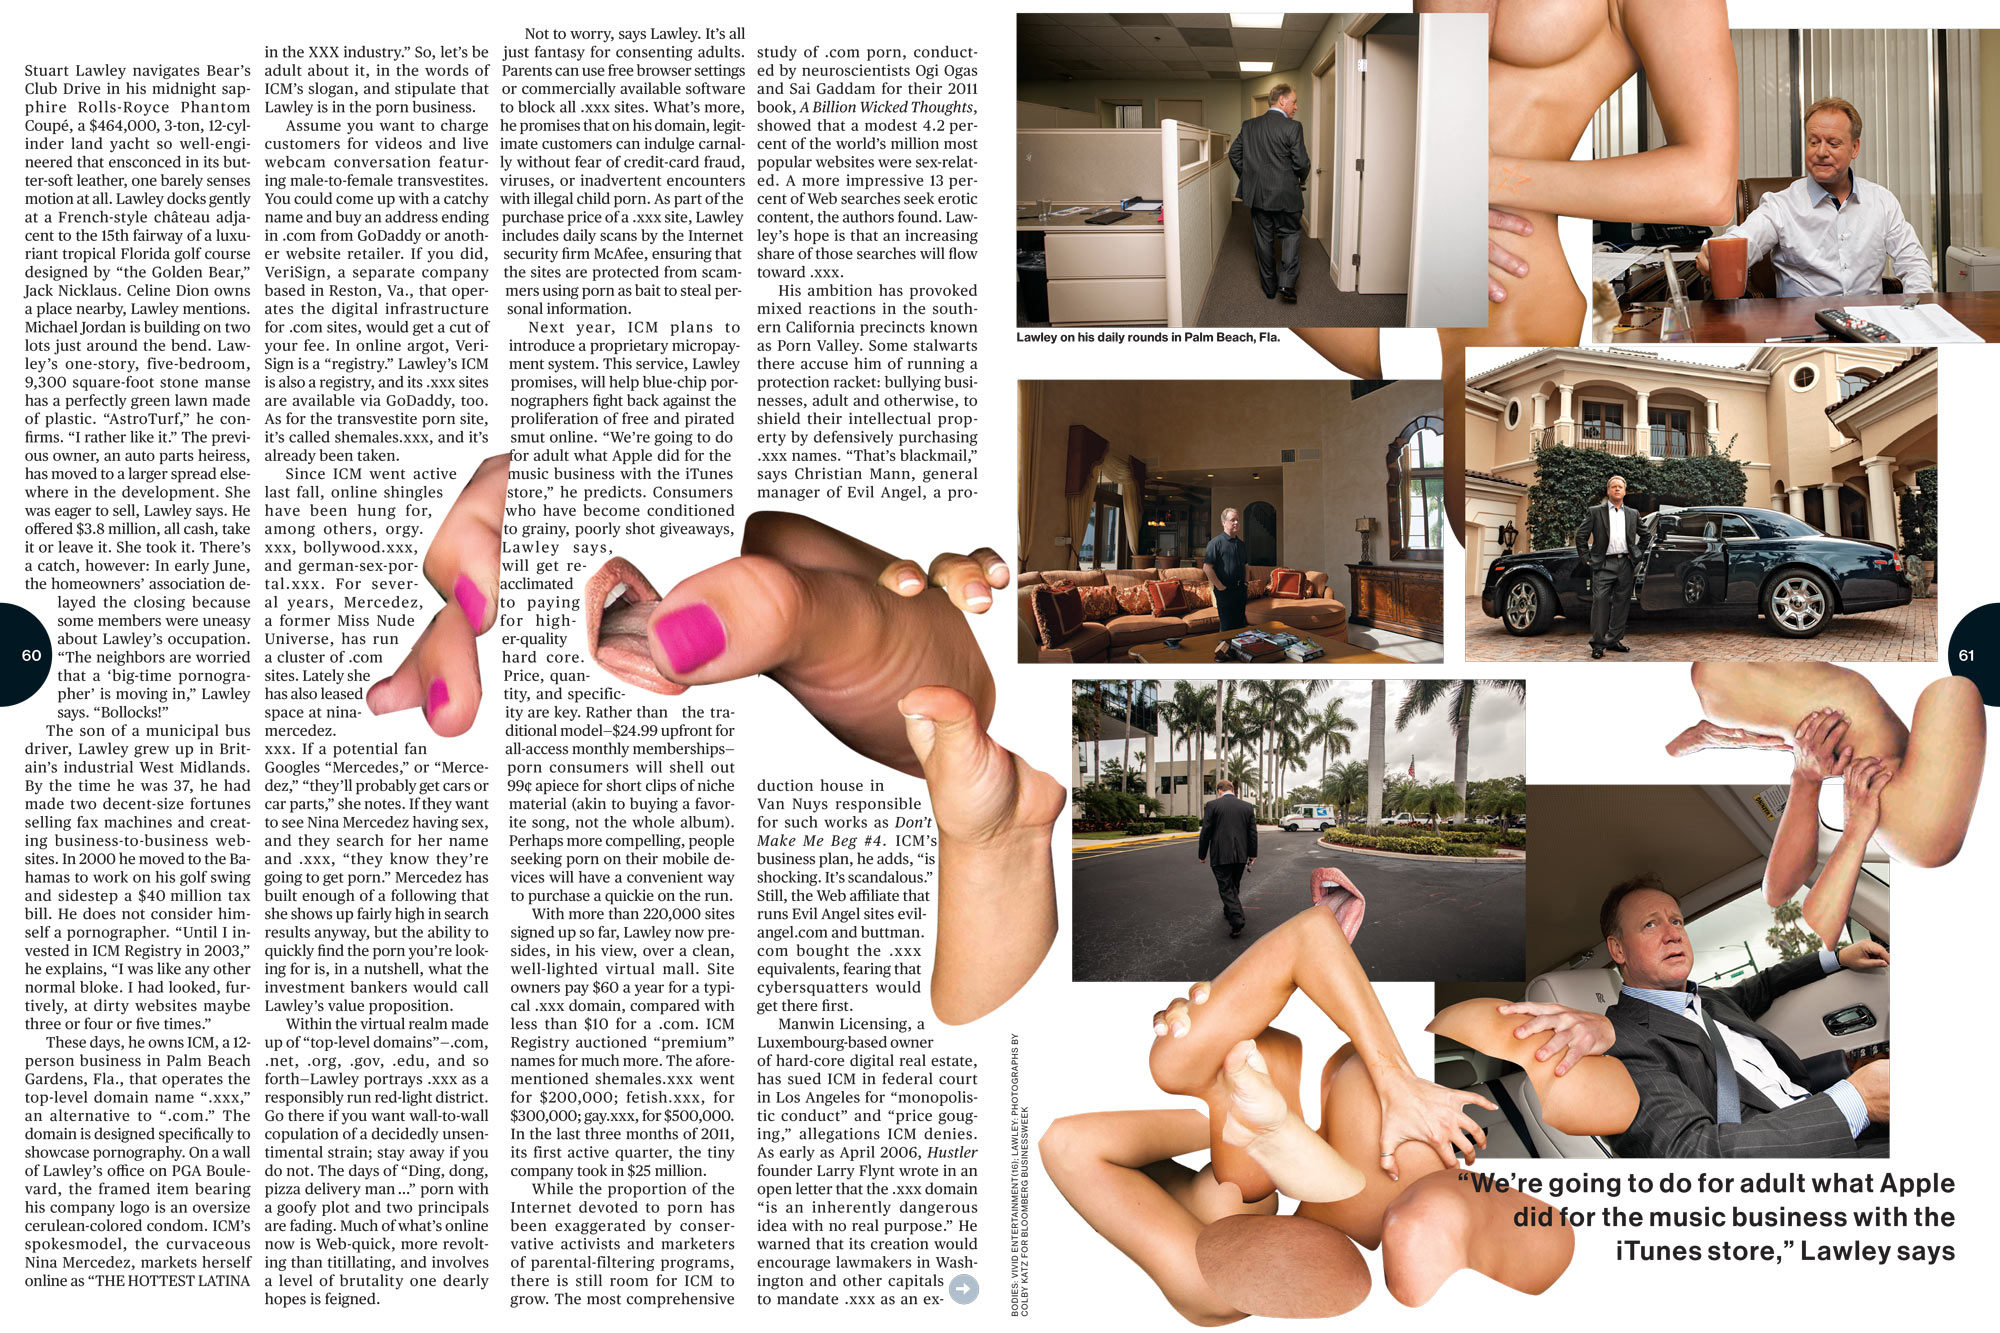 Stuart Lawley navigates Bear’s
Club Drive in his midnight sap-
phire Rolls-Royce Phantom
Coupé, a $464,000, 3-ton, 12-cyl-
inder land yacht so well-engi-
neered that ensconced in its but-
ter-soft leather, one barely senses
motion at all. Lawley docks gently
at a French-style château adja-
cent to the 15th fairway of a luxu-
riant tropical Florida golf course
designed by “the Golden Bear,”
Jack Nicklaus. Celine Dion owns
a place nearby, Lawley mentions.
Michael Jordan is building on two
lots just around the bend. Law-
ley’s one-story, five-bedroom,
9,300 square-foot stone manse
has a perfectly green lawn made
of plastic. “AstroTurf,” he con-
firms. “I rather like it.” The previ-
ous owner, an auto parts heiress,
has moved to a larger spread else-
where in the development. She
was eager to sell, Lawley says. He
offered $3.8 million, all cash, take
it or leave it. She took it. There’s
a catch, however: In early June,
the homeowners’ association de-
layed the closing because
some members were uneasy
about Lawley’s occupation.
“The neighbors are worried
that a ‘big-time pornogra-
pher’ is moving in,” Lawley
says. “Bollocks!”
The son of a municipal bus
driver, Lawley grew up in Brit-
ain’s industrial West Midlands.
By the time he was 37, he had
made two decent-size fortunes
selling fax machines and creat-
ing business-to-business web-
sites. In 2000 he moved to the Ba-
hamas to work on his golf swing
and sidestep a $40 million tax
bill. He does not consider him-
self a pornographer. “Until I in-
vested in ICM Registry in 2003,”
he explains, “I was like any other
normal bloke. I had looked, fur-
tively, at dirty websites maybe
three or four or five times.”
These days, he owns ICM, a 12-
person business in Palm Beach
Gardens, Fla., that operates the
top-level domain name “.xxx,”
an alternative to “.com.” The
domain is designed specifically to
showcase pornography. On a wall
of Lawley’s office on PGA Boule-
vard, the framed item bearing
his company logo is an oversize
cerulean-colored condom. ICM’s
spokesmodel, the curvaceous
Nina Mercedez, markets herself
online as “THE HOTTEST LATINA
in the XXX industry.” So, let’s be
adult about it, in the words of
ICM’s slogan, and stipulate that
Lawley is in the porn business.
Assume you want to charge
customers for videos and live
webcam conversation featur-
ing male-to-female transvestites.
You could come up with a catchy
name and buy an address ending
in .com from GoDaddy or anoth-
er website retailer. If you did,
VeriSign, a separate company
based in Reston, Va., that oper-
ates the digital infrastructure
for .com sites, would get a cut of
your fee. In online argot, Veri-
Sign is a “registry.” Lawley’s ICM
is also a registry, and its .xxx sites
are available via GoDaddy, too.
As for the transvestite porn site,
it’s called shemales.xxx, and it’s
already been taken.
Since ICM went active
last fall, online shingles
have been hung for,
among others, orgy.
xxx, bollywood.xxx,
and german-sex-por-
tal.xxx. For sever-
al years, Mercedez,
a former Miss Nude
Universe, has run
a cluster of .com
sites. Lately she
has also leased
space at nina-
mercedez.
xxx. If a potential fan
Googles “Mercedes,” or “Merce-
dez,” “they’ll probably get cars or
car parts,” she notes. If they want
to see Nina Mercedez having sex,
and they search for her name
and .xxx, “they know they’re
going to get porn.” Mercedez has
built enough of a following that
she shows up fairly high in search
results anyway, but the ability to
quickly find the porn you’re look-
ing for is, in a nutshell, what the
investment bankers would call
Lawley’s value proposition.
Within the virtual realm made
up of “top-level domains”—.com,
.net, .org, .gov, .edu, and so
forth—Lawley portrays .xxx as a
responsibly run red-light district.
Go there if you want wall-to-wall
copulation of a decidedly unsen-
timental strain; stay away if you
do not. The days of “Ding, dong,
pizza delivery man ...” porn with
a goofy plot and two principals
are fading. Much of what’s online
now is Web-quick, more revolt-
ing than titillating, and involves
a level of brutality one dearly
hopes is feigned.
Not to worry, says Lawley. It’s all
just fantasy for consenting adults.
Parents can use free browser settings
or commercially available software
to block all .xxx sites. What’s more,
he promises that on his domain, legit-
imate customers can indulge carnal-
ly without fear of credit-card fraud,
viruses, or inadvertent encounters
with illegal child porn. As part of the
purchase price of a .xxx site, Lawley
includes daily scans by the Internet
security firm McAfee, ensuring that
the sites are protected from scam-
mers using porn as bait to steal per-
sonal information.
Next year, ICM plans to
introduce a proprietary micropay-
ment system. This service, Lawley
promises, will help blue-chip por-
nographers fight back against the
proliferation of free and pirated
smut online. “We’re going to do
for adult what Apple did for the
music business with the iTunes
store,” he predicts. Consumers
who have become conditioned
to grainy, poorly shot giveaways,
Lawley says,
will get re-
acclimated
to paying
for high-
er-quality
hard core.
Price, quan-
tity, and specific-
ity are key. Rather than the tra-
ditional model—$24.99 upfront for
all-access monthly memberships—
porn consumers will shell out
99¢ apiece for short clips of niche
material (akin to buying a favor-
ite song, not the whole album).
Perhaps more compelling, people
seeking porn on their mobile de-
vices will have a convenient way
to purchase a quickie on the run.
With more than 220,000 sites
signed up so far, Lawley now pre-
sides, in his view, over a clean,
well-lighted virtual mall. Site
owners pay $60 a year for a typi-
cal .xxx domain, compared with
less than $10 for a .com. ICM
Registry auctioned “premium”
names for much more. The afore-
mentioned shemales.xxx went
for $200,000; fetish.xxx, for
$300,000; gay.xxx, for $500,000.
In the last three months of 2011,
its first active quarter, the tiny
company took in $25 million.
While the proportion of the
Internet devoted to porn has
been exaggerated by conser-
vative activists and marketers
of parental-filtering programs,
there is still room for ICM to
grow. The most comprehensive
study of .com porn, conduct-
ed by neuroscientists Ogi Ogas
and Sai Gaddam for their 2011
book, A Billion Wicked Thoughts,
showed that a modest 4.2 per-
cent of the world’s million most
popular websites were sex-relat-
ed. A more impressive 13 per-
cent of Web searches seek erotic
content, the authors found. Law-
ley’s hope is that an increasing
share of those searches will flow
toward .xxx.
His ambition has provoked
mixed reactions in the south-
ern California precincts known
as Porn Valley. Some stalwarts
there accuse him of running a
protection racket: bullying busi-
nesses, adult and otherwise, to
shield their intellectual prop-
erty by defensively purchasing
.xxx names. “That’s blackmail,”
says Christian Mann, general
manager of Evil Angel, a pro-
duction house in
Van Nuys responsible
for such works as Don’t
Make Me Beg #4. ICM’s
business plan, he adds, “is
shocking. It’s scandalous.”
Still, the Web affiliate that
runs Evil Angel sites evil-
angel.com and buttman.
com bought the .xxx
equivalents, fearing that
cybersquatters would
get there first.
Manwin Licensing, a
Luxembourg-based owner
of hard-core digital real estate,
has sued ICM in federal court
in Los Angeles for “monopolis-
tic conduct” and “price goug-
ing,” allegations ICM denies.
As early as April 2006, Hustler
founder Larry Flynt wrote in an
open letter that the .xxx domain
“is an inherently dangerous
idea with no real purpose.” He
warned that its creation would
encourage lawmakers in Wash-
ington and other capitals
to mandate .xxx as an ex-
60
BODIES: VIVID ENTERTAINMENT(16); LAWLEY: PHOTOGRAPHS BY
COLBY KATZ FOR BLOOMBERG BUSINESSWEEK
Lawley on his daily rounds in Palm Beach, Fla.
61
“We’re going to do for adult what Apple
did for the music business with the
iTunes store,” Lawley says